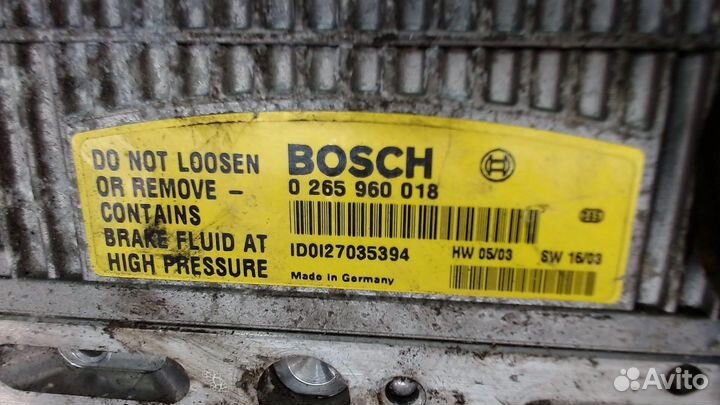 DO NOT LOOSEN
OR REMOVE –
CONTAINS
BRAKE FLUID AT
HIGH PRESSURE
BOSCH
0 265 960 018
ID0I27035394
HW 05/03 SW 16/03
Made in Germany
Avito